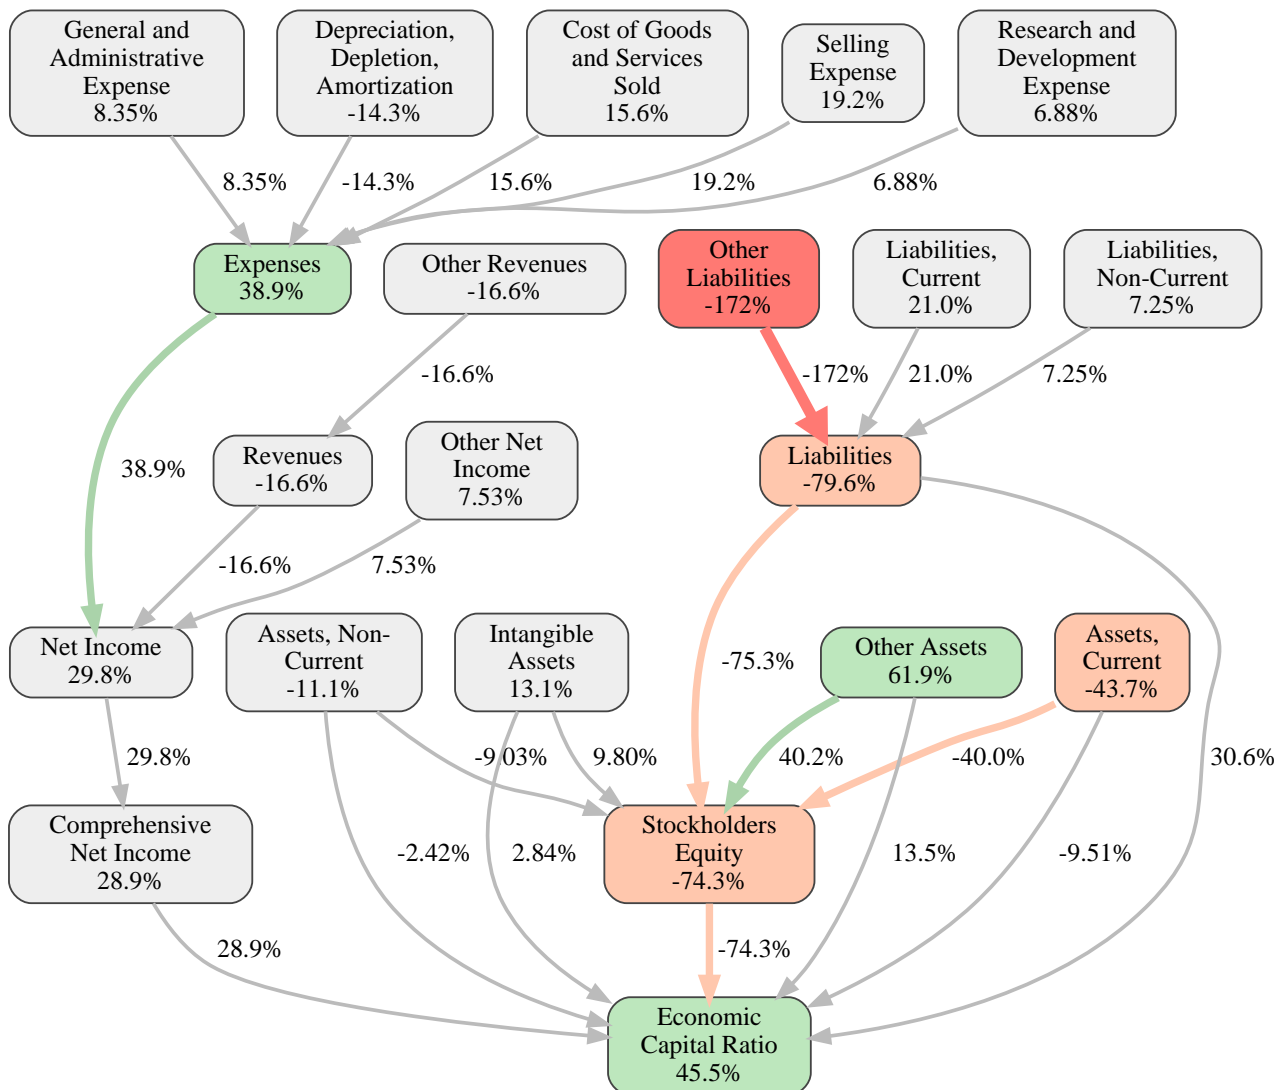 General and
Administrative
Expense
8.35%
Depreciation,
Depletion,
Amortization
-14.3%
Cost of Goods
and Services
Sold
15.6%
Selling
Expense
19.2%
Research and
Development
Expense
6.88%
8.35%
-14.3%
15.6%
19.2%
6.88%
Expenses
38.9%
Other Revenues
-16.6%
Other
Liabilities
-172%
Liabilities,
Current
21.0%
Liabilities,
Non-Current
7.25%
-16.6%
-172%
21.0%
7.25%
38.9%
Revenues
-16.6%
Other Net
Income
7.53%
Liabilities
-79.6%
-16.6%
7.53%
Net Income
29.8%
Assets, Non-
Current
-11.1%
Intangible
Assets
13.1%
-75.3%
Other Assets
61.9%
Assets,
Current
-43.7%
29.8%
-9.03%
9.80%
40.2%
-40.0%
30.6%
Comprehensive
Net Income
28.9%
-2.42%
2.84%
Stockholders
Equity
-74.3%
13.5%
-9.51%
28.9%
-74.3%
Economic
Capital Ratio
45.5%